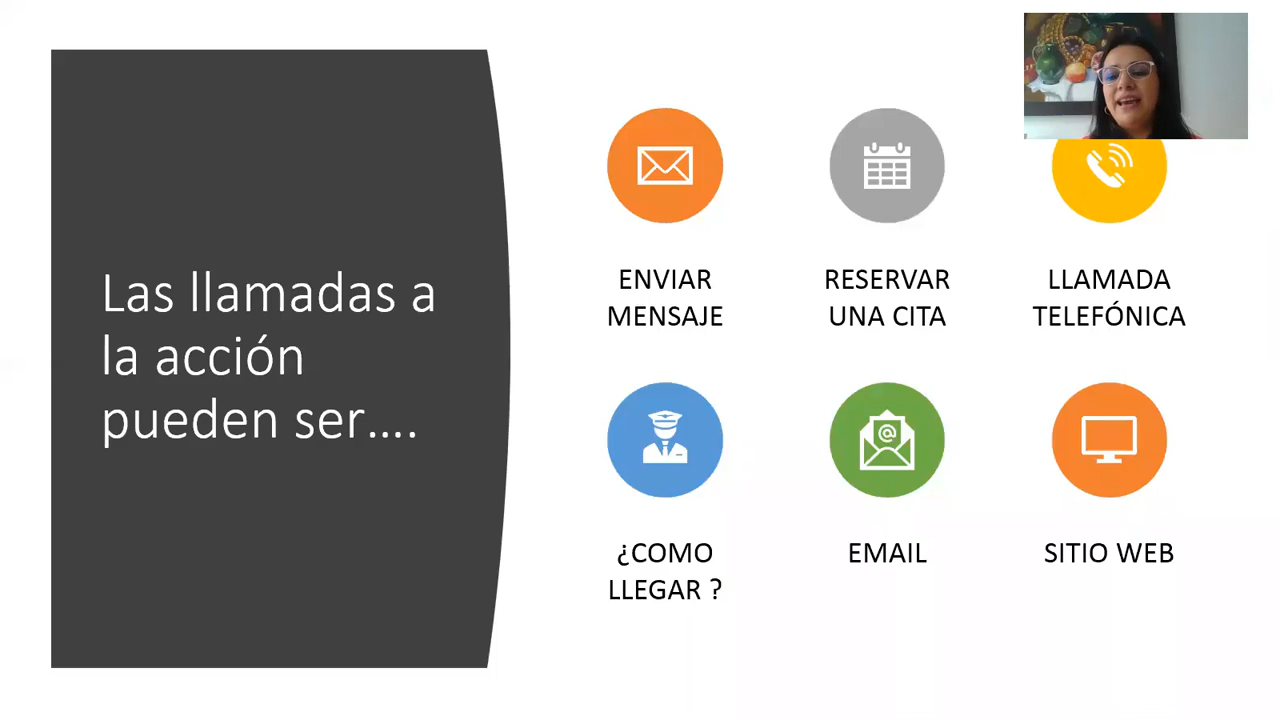 Las llamadas a
la acción
pueden ser….
ENVIAR
MENSAJE
RESERVAR
UNA CITA
LLAMADA
TELEFÓNICA
¿COMO
LLEGAR ?
@
EMAIL
SITIO WEB